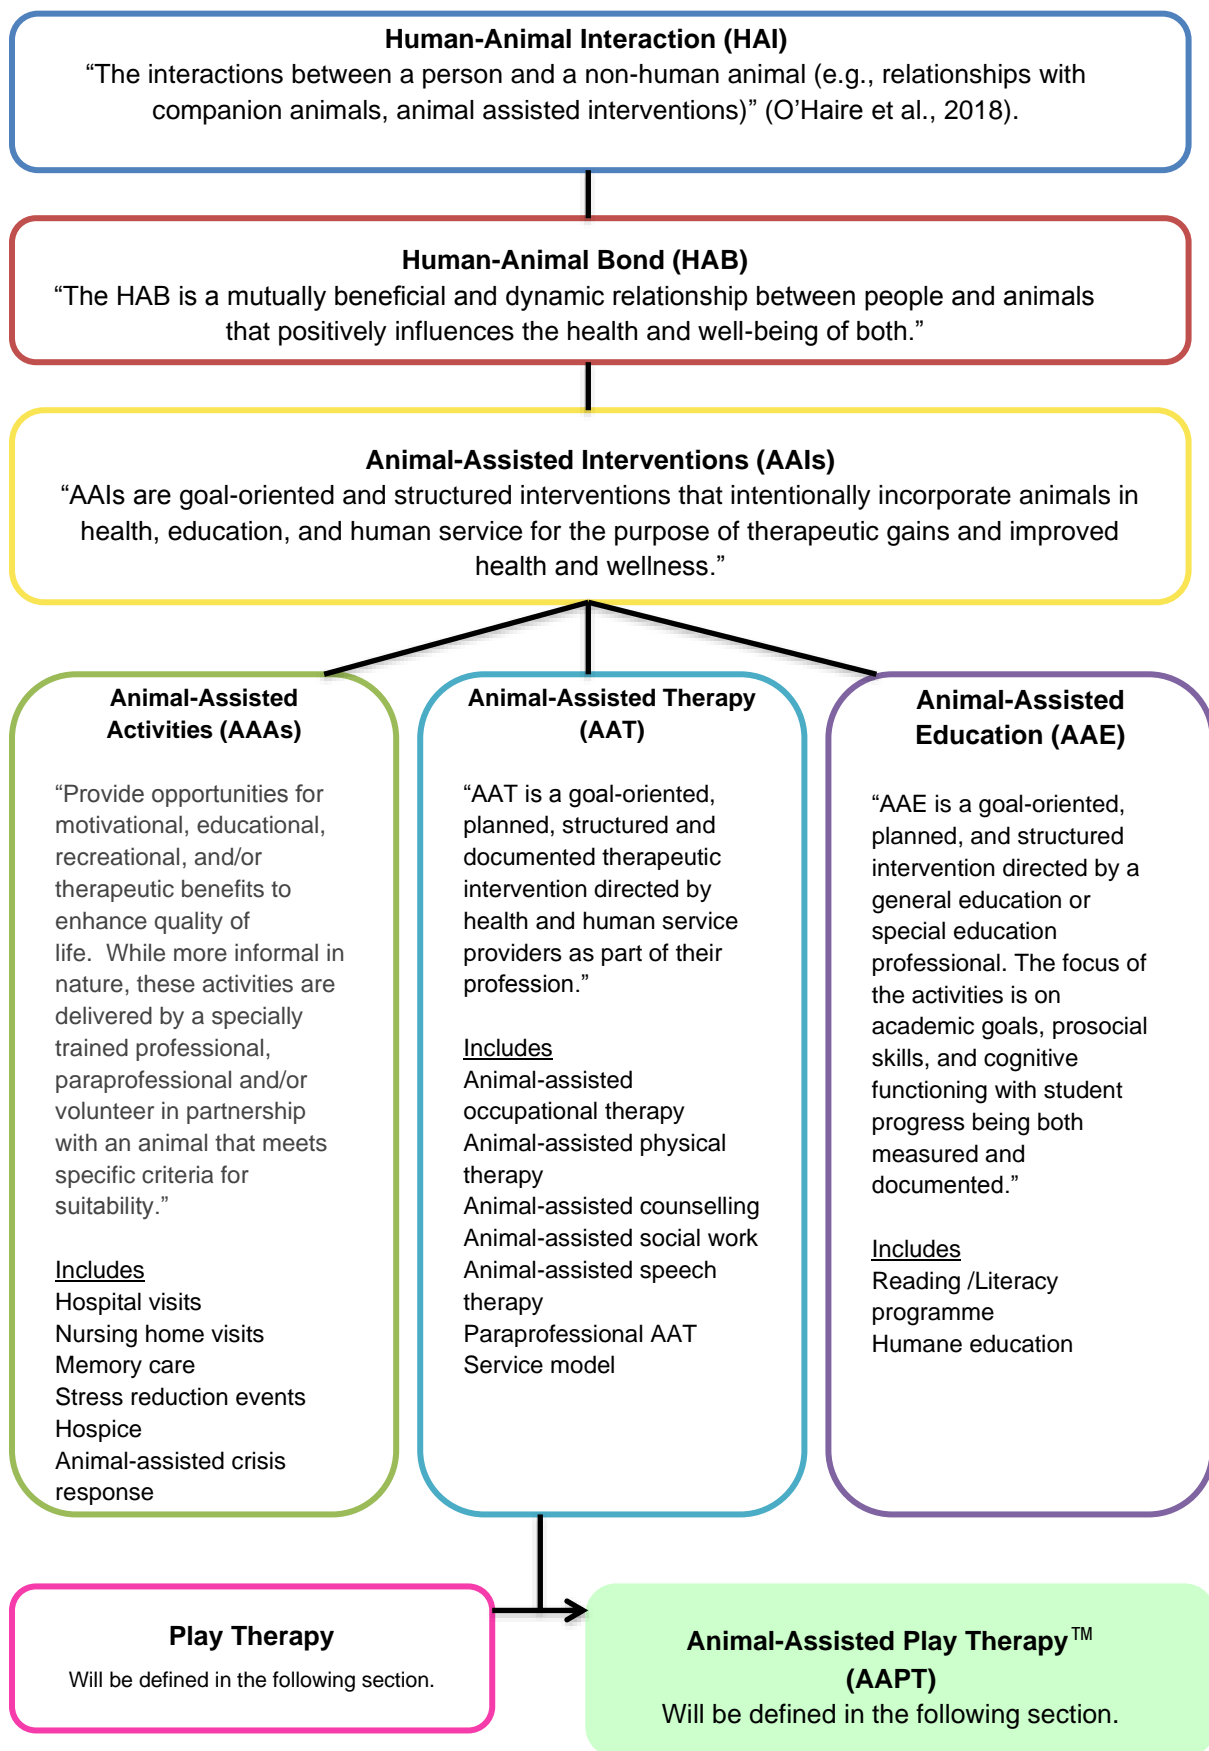 Human-Animal Interaction (HAI)
“The interactions between a person and a non-human animal (e.g., relationships with
companion animals, animal assisted interventions)” (O’Haire et al., 2018).
Human-Animal Bond (HAB)
“The HAB is a mutually beneficial and dynamic relationship between people and animals
that positively influences the health and well-being of both.”
Animal-Assisted Interventions (AAIs)
“AAIs are goal-oriented and structured interventions that intentionally incorporate animals in
health, education, and human service for the purpose of therapeutic gains and improved
health and wellness.”
Animal-Assisted
Activities (AAAs)
“Provide opportunities for
motivational, educational,
recreational, and/or
therapeutic benefits to
enhance quality of
life.  While more informal in
nature, these activities are
delivered by a specially
trained professional,
paraprofessional and/or
volunteer in partnership
with an animal that meets
specific criteria for
suitability.”
Includes
Hospital visits
Nursing home visits
Memory care
Stress reduction events
Hospice
Animal-assisted crisis
response
Animal-Assisted Therapy
(AAT)
“AAT is a goal-oriented,
planned, structured and
documented therapeutic
intervention directed by
health and human service
providers as part of their
profession.”
Includes
Animal-assisted
occupational therapy
Animal-assisted physical
therapy
Animal-assisted counselling
Animal-assisted social work
Animal-assisted speech
therapy
Paraprofessional AAT
Service model
Animal-Assisted
Education (AAE)
“AAE is a goal-oriented,
planned, and structured
intervention directed by a
general education or
special education
professional. The focus of
the activities is on
academic goals, prosocial
skills, and cognitive
functioning with student
progress being both
measured and
documented.”
Includes
Reading /Literacy
programme
Humane education
Play Therapy
Will be defined in the following section.
Animal-Assisted Play Therapy™
(AAPT)
Will be defined in the following section.